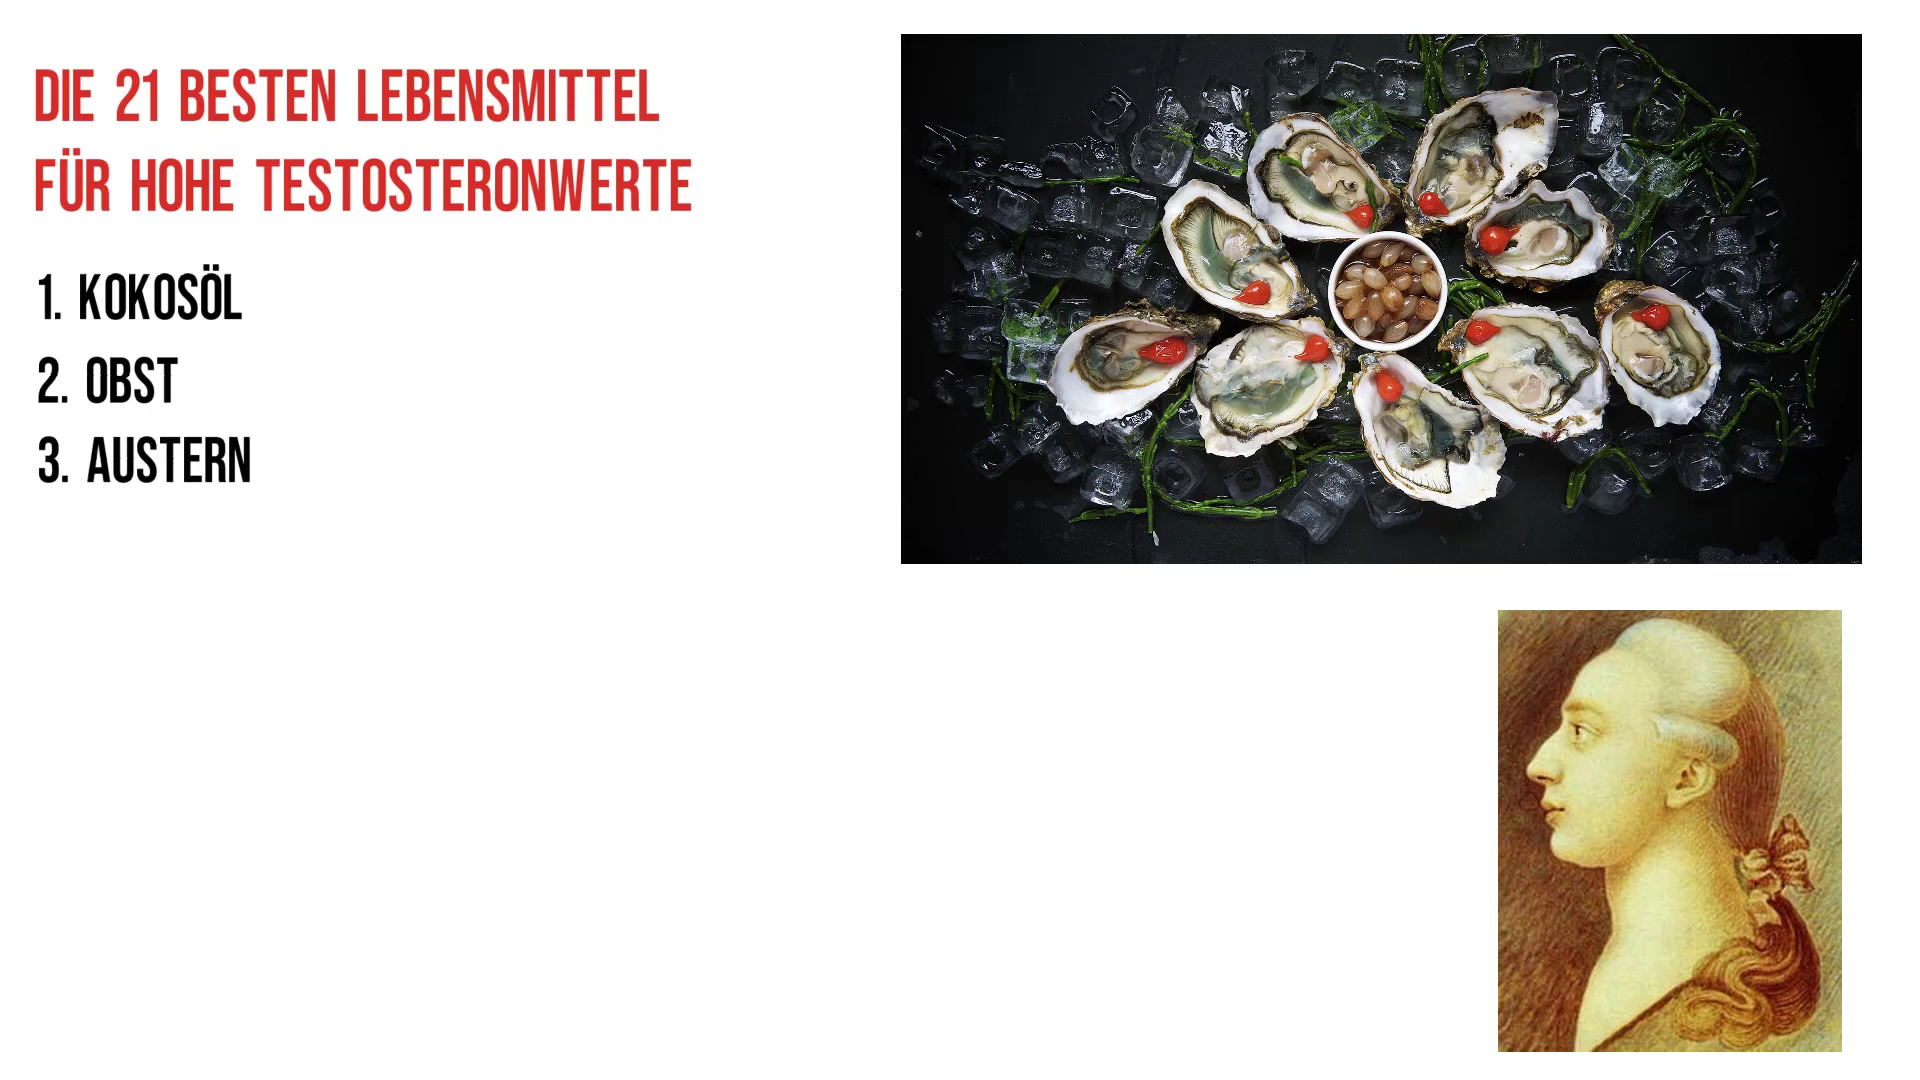 DIE 21 BESTEN LEBENSMITTEL
FÜR HOHE TESTOSTERONWERTE
1. KOKOSÖL
2. OBST
3. AUSTERN